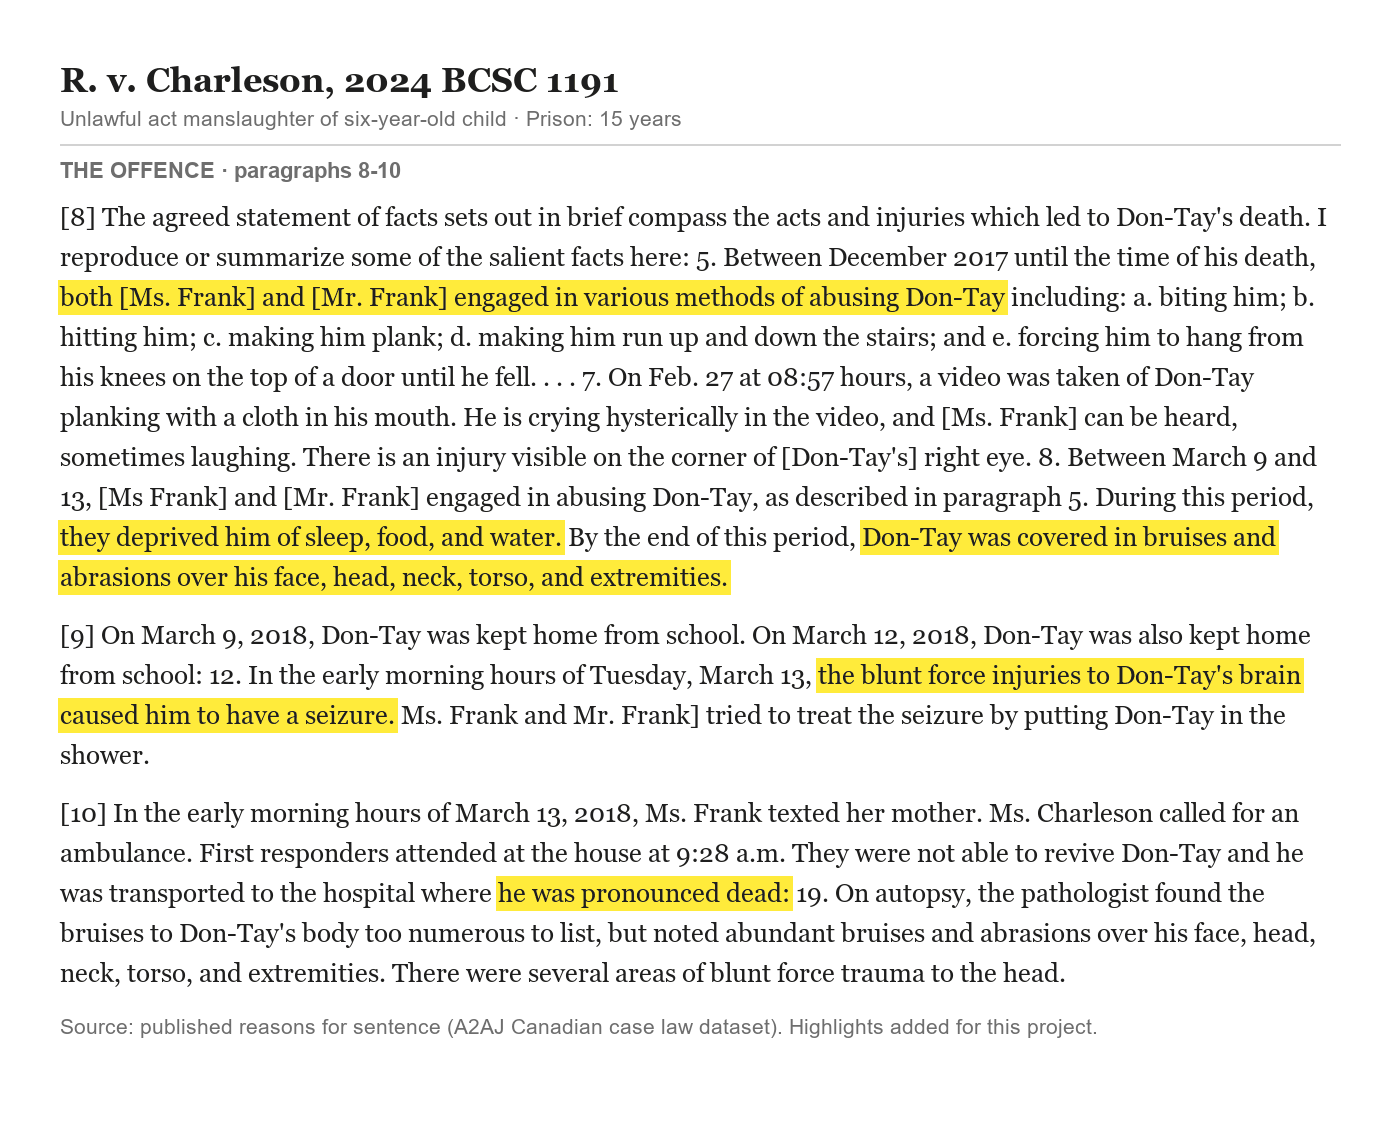 R. v. Charleson, 2024 BCSC 1191
Unlawful act manslaughter of six-year-old child · Prison: 15 years
THE OFFENCE · paragraphs 8-10
[8] The agreed statement of facts sets out in brief compass the acts and injuries which led to Don-Tay's death. I
reproduce or summarize some of the salient facts here: 5. Between December 2017 until the time of his death,
both [Ms. Frank] and [Mr. Frank] engaged in various methods of abusing Don-Tay including: a. biting him; b.
hitting him; c. making him plank; d. making him run up and down the stairs; and e. forcing him to hang from
his knees on the top of a door until he fell. . . . 7. On Feb. 27 at 08:57 hours, a video was taken of Don-Tay
planking with a cloth in his mouth. He is crying hysterically in the video, and [Ms. Frank] can be heard,
sometimes laughing. There is an injury visible on the corner of [Don-Tay's] right eye. 8. Between March 9 and
13, [Ms Frank] and [Mr. Frank] engaged in abusing Don-Tay, as described in paragraph 5. During this period,
they deprived him of sleep, food, and water. By the end of this period, Don-Tay was covered in bruises and
abrasions over his face, head, neck, torso, and extremities.
[9] On March 9, 2018, Don-Tay was kept home from school. On March 12, 2018, Don-Tay was also kept home
from school: 12. In the early morning hours of Tuesday, March 13, the blunt force injuries to Don-Tay's brain
caused him to have a seizure. Ms. Frank and Mr. Frank] tried to treat the seizure by putting Don-Tay in the
shower.
[10] In the early morning hours of March 13, 2018, Ms. Frank texted her mother. Ms. Charleson called for an
ambulance. First responders attended at the house at 9:28 a.m. They were not able to revive Don-Tay and he
was transported to the hospital where he was pronounced dead: 19. On autopsy, the pathologist found the
bruises to Don-Tay's body too numerous to list, but noted abundant bruises and abrasions over his face, head,
neck, torso, and extremities. There were several areas of blunt force trauma to the head.
Source: published reasons for sentence (A2AJ Canadian case law dataset). Highlights added for this project.